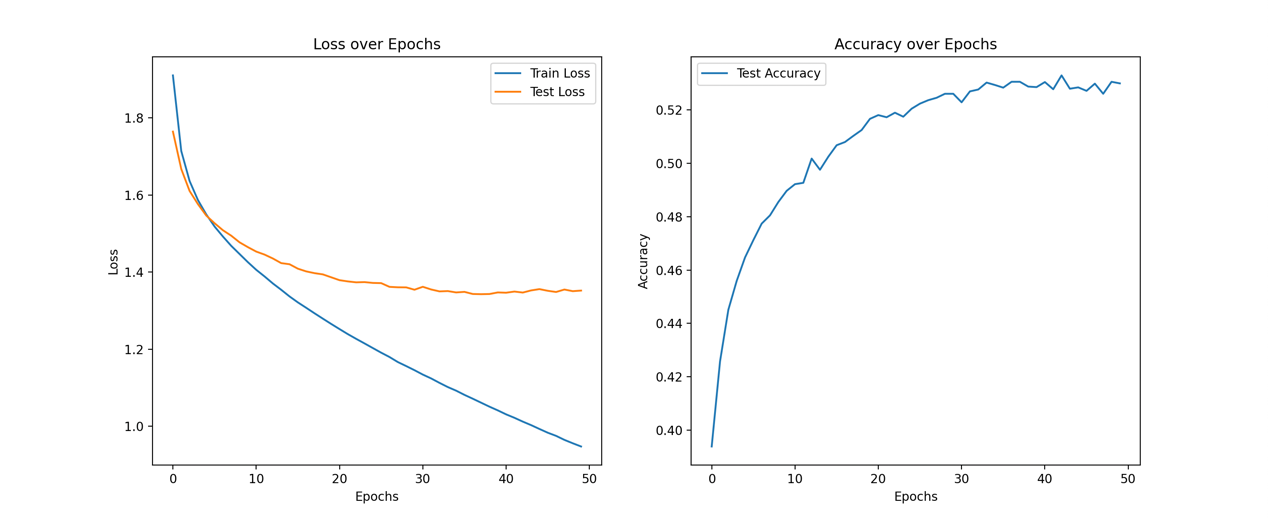 Loss over Epochs
Train Loss
Test Loss
1.8
1.6
1.4
1.2
1.0
Loss
0 10 20 30 40 50
Epochs
Accuracy over Epochs
Test Accuracy
0.52
0.50
0.48
0.46
0.44
0.42
0.40
Accuracy
0 10 20 30 40 50
Epochs